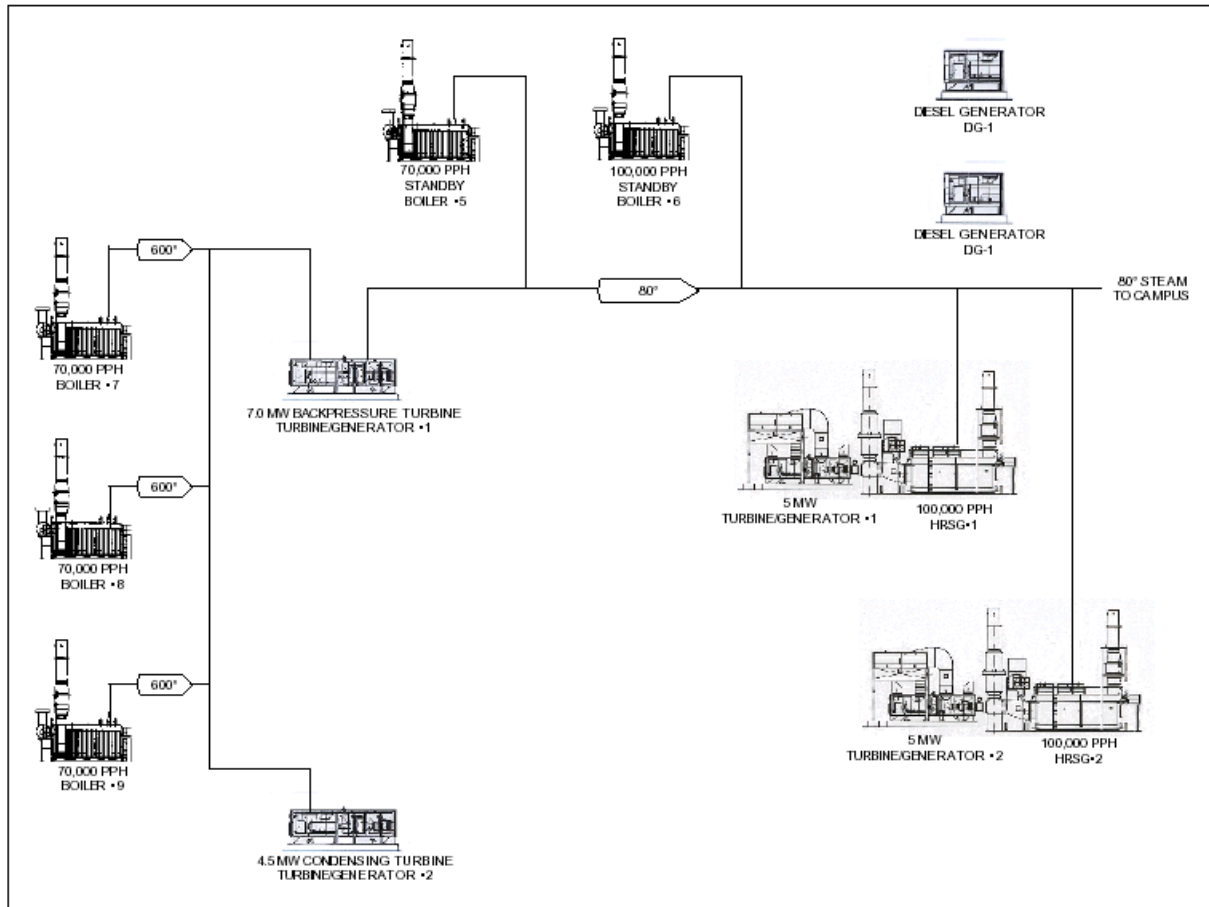 70,000 PPH
STANDBY
BOILER •5
100,000 PPH
STANDBY
BOILER •6
DIESEL GENERATOR
DG-1
DIESEL GENERATOR
DG-1
600°
70,000 PPH
BOILER •7
80°
80° STEAM
TO CAMPUS
7.0 MW BACKPRESSURE TURBINE
TURBINE/GENERATOR •1
600°
70,000 PPH
BOILER •8
5 MW
TURBINE/GENERATOR •1
100,000 PPH
HRSG•1
600°
70,000 PPH
BOILER •9
5 MW
TURBINE/GENERATOR •2
100,000 PPH
HRSG•2
4.5 MW CONDENSING TURBINE
TURBINE/GENERATOR •2